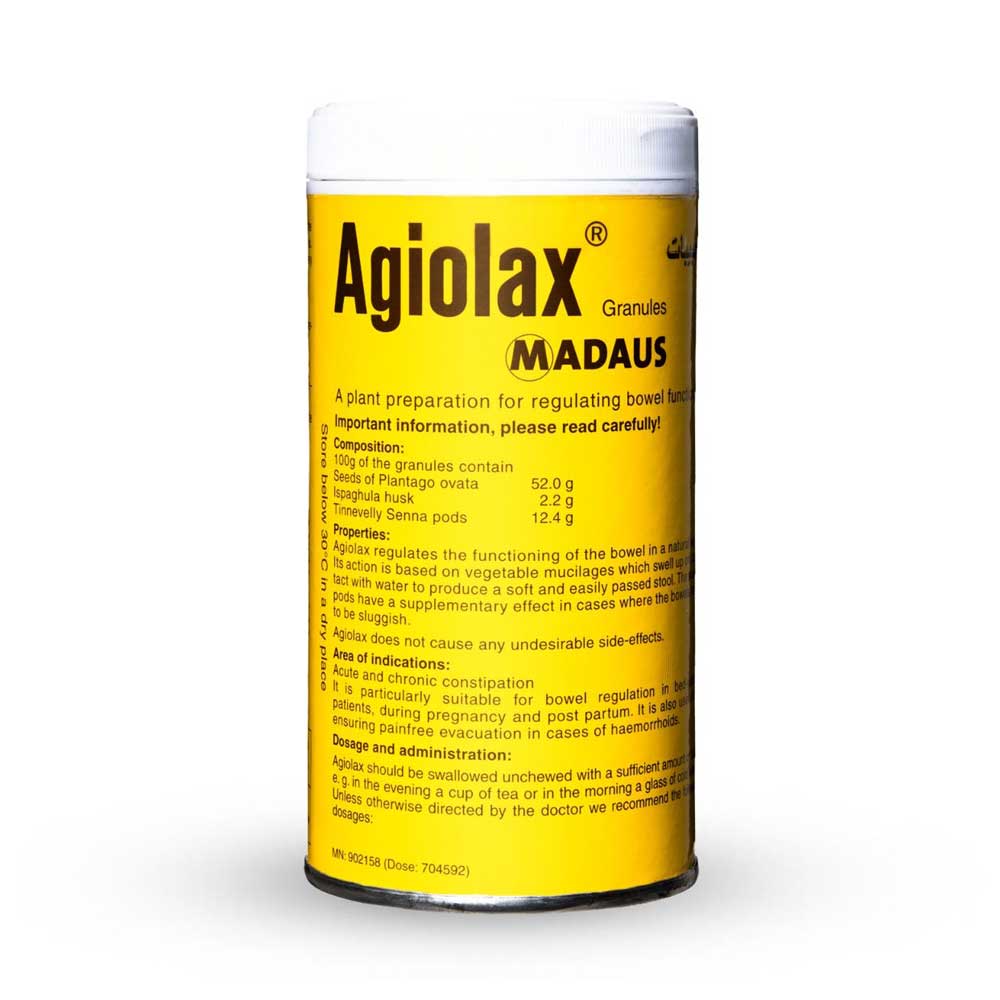 Agiolax®
Granules
MADAUS
A plant preparation for regulating bowel
Important information, please read carefully!
Composition:
100g of the granules contain
Seeds of Plantago ovata 52.0 g
Ispaghula husk 2.2 g
Tinnevelly Senna pods 12.4 g
Properties:
Agiolax regulates the functioning of the bowel in a natural
Its action is based on vegetable mucilages which swell up
tact with water to produce a soft and easily passed stool. The
pods have a supplementary effect in cases where the bowel
to be sluggish.
Agiolax does not cause any undesirable side-effects.
Area of indications:
Acute and chronic constipation
It is particularly suitable for bowel regulation in
patients, during pregnancy and post partum. It is also
ensuring painfree evacuation in cases of haemorrhoids.
Dosage and administration:
Agiolax should be swallowed unchewed with a sufficient amount
e.g. in the evening a cup of tea or in the morning a glass of
Unless otherwise directed by the doctor we recommend the
dosages:
MN: 902158 (Dose: 704592)
Store below 30°C in a dry place